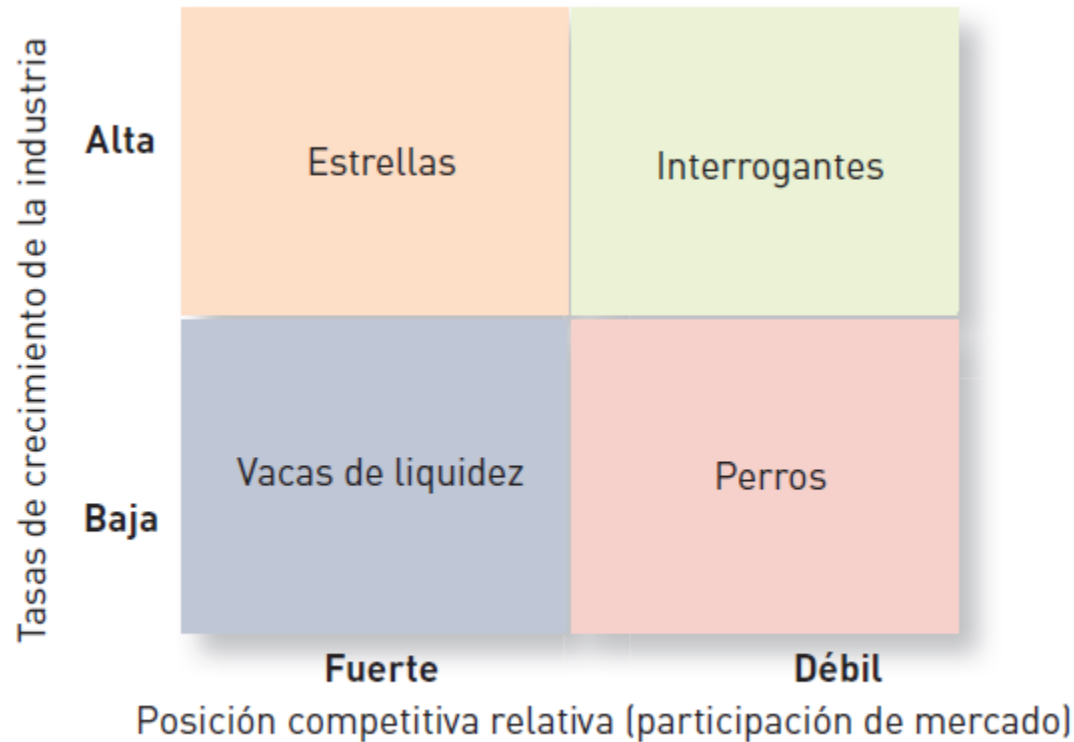 Tasas de crecimiento de la industria
Alta
Estrellas
Interrogantes
Baja
Vacas de liquidez
Perros
Fuerte
Débil
Posición competitiva relativa (participación de mercado)